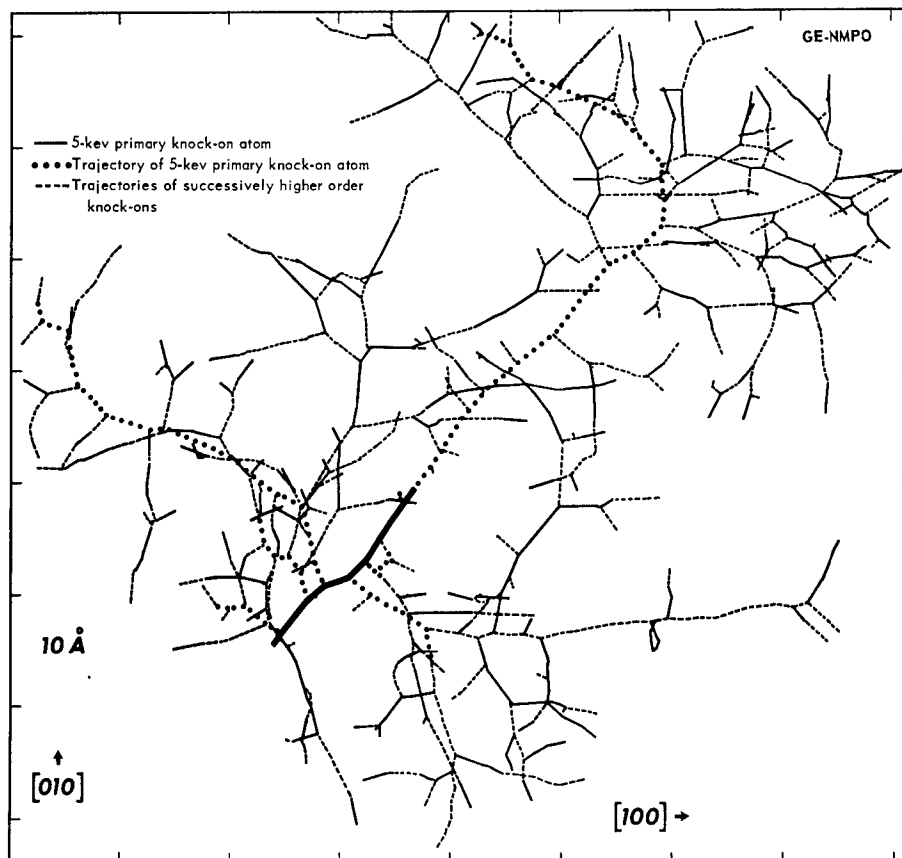 GE-NMPO
5-kev primary knock-on atom
Trajectory of 5-kev primary knock-on atom
Trajectories of successively higher order
knock-ons
10 Å
[010]
[100]